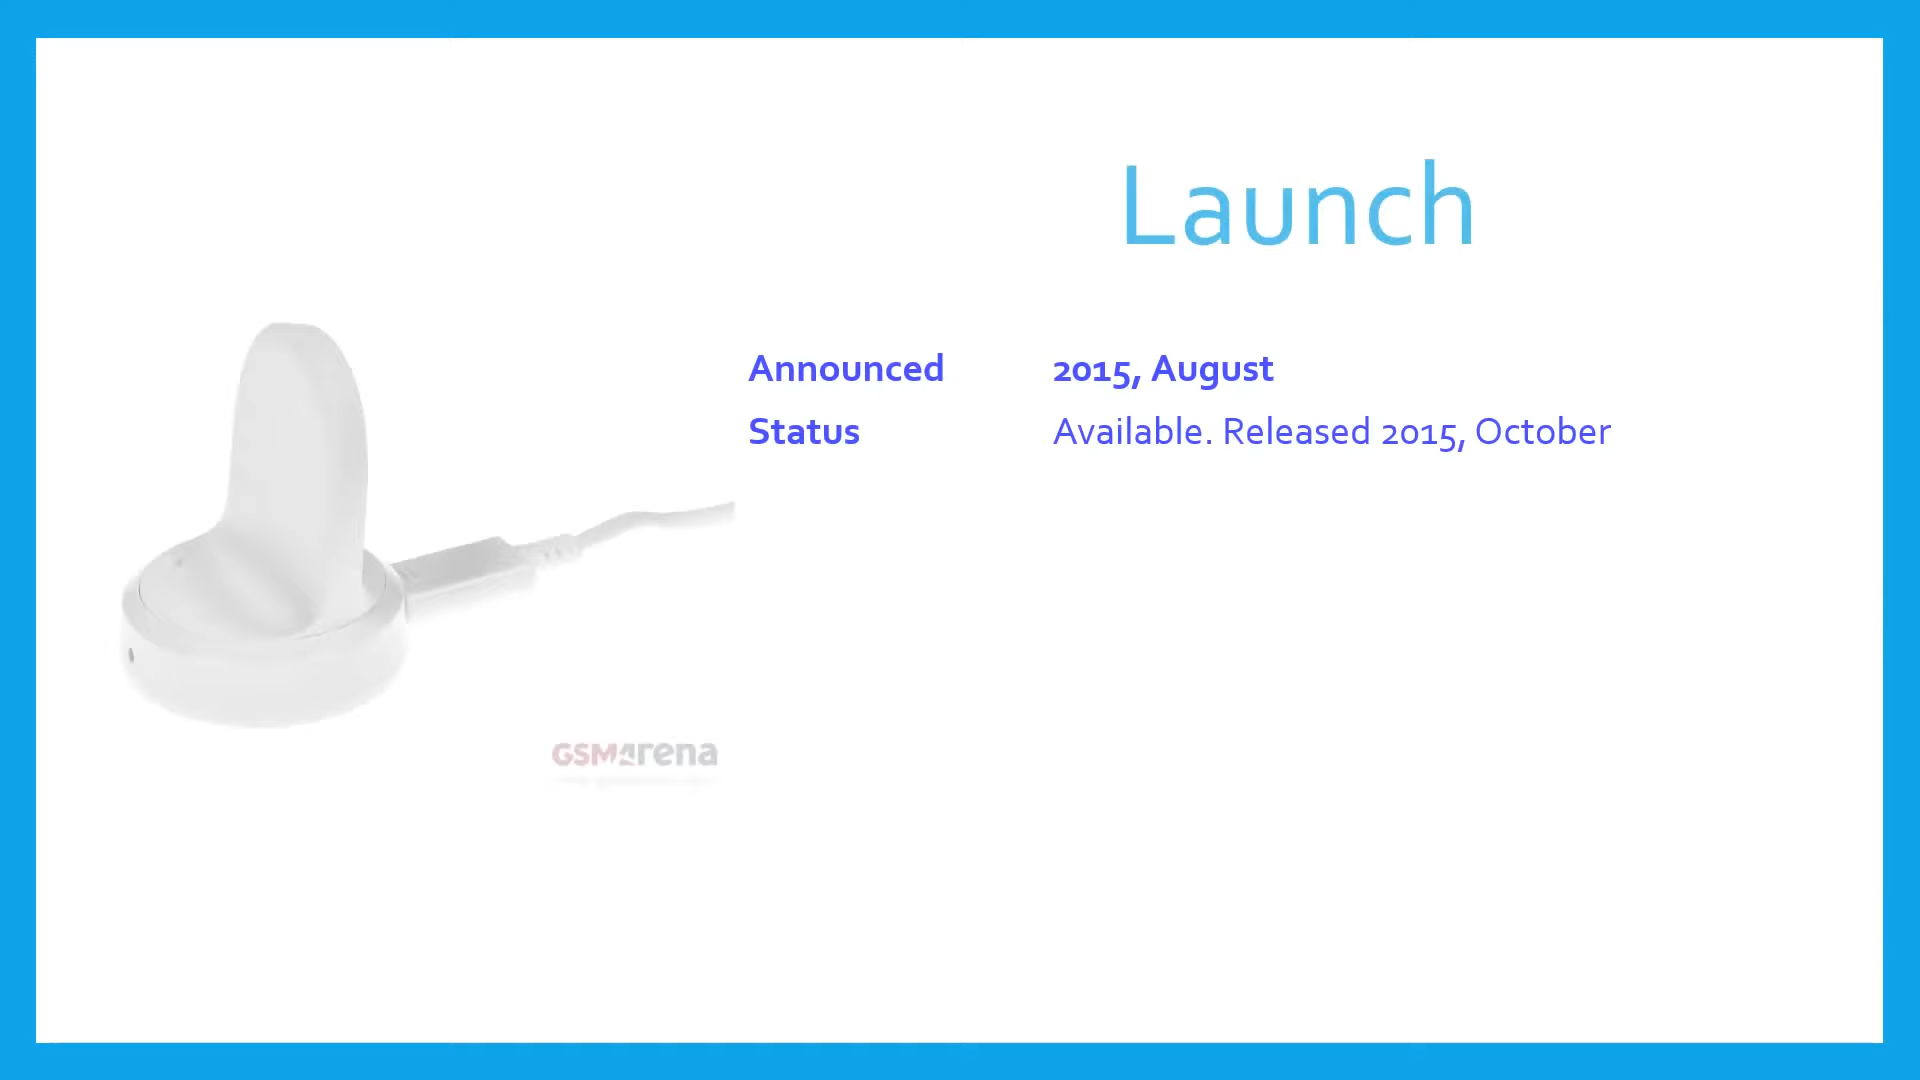 Launch
Announced 2015, August
Status Available. Released 2015, October
GSMArena